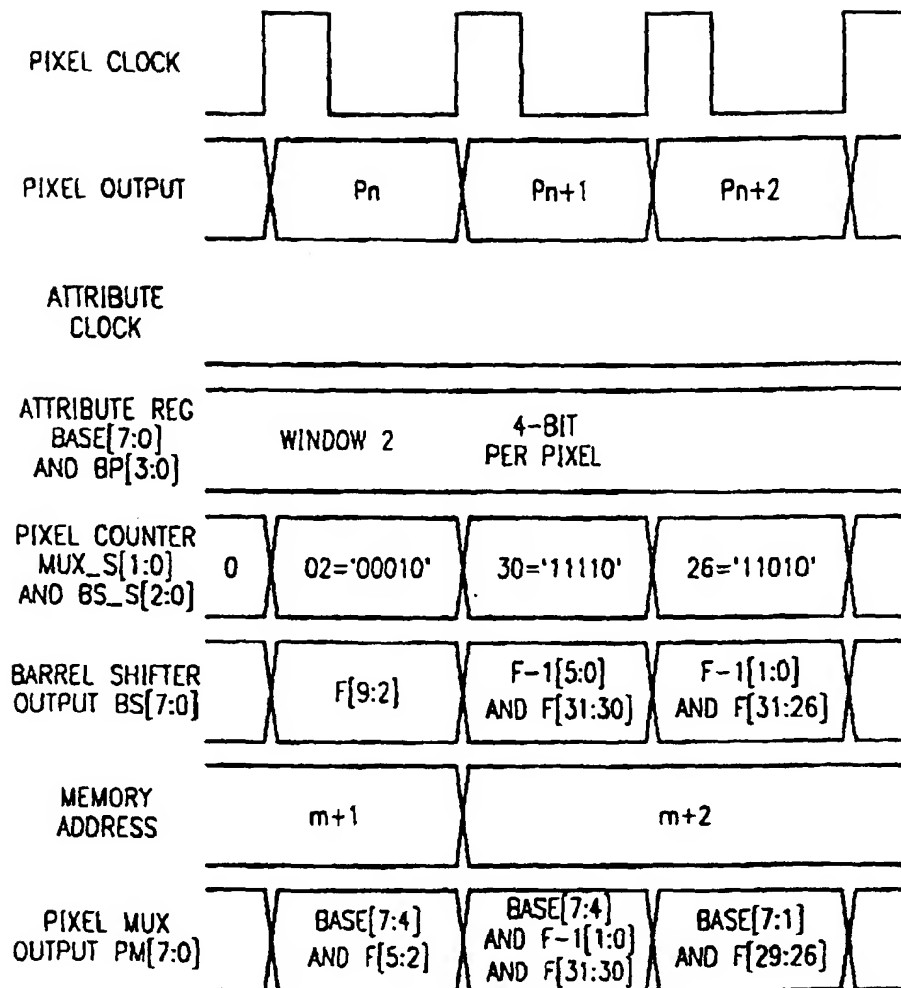 PIXEL CLOCK
PIXEL OUTPUT
Pn
Pn+1
Pn+2
ATTRIBUTE
CLOCK
ATTRIBUTE REG
BASE[7:0]
AND BP[3:0]
WINDOW 2
4-BIT
PER PIXEL
PIXEL COUNTER
MUX_S[1:0]
AND BS_S[2:0]
0
02='00010'
30='11110'
26='11010'
BARREL SHIFTER
OUTPUT BS[7:0]
F[9:2]
F-1[5:0]
AND F[31:30]
F-1[1:0]
AND F[31:26]
MEMORY
ADDRESS
m+1
m+2
PIXEL MUX
OUTPUT PM[7:0]
BASE[7:4]
AND F[5:2]
BASE[7:4]
AND F-1[1:0]
AND F[31:30]
BASE[7:1]
AND F[29:26]